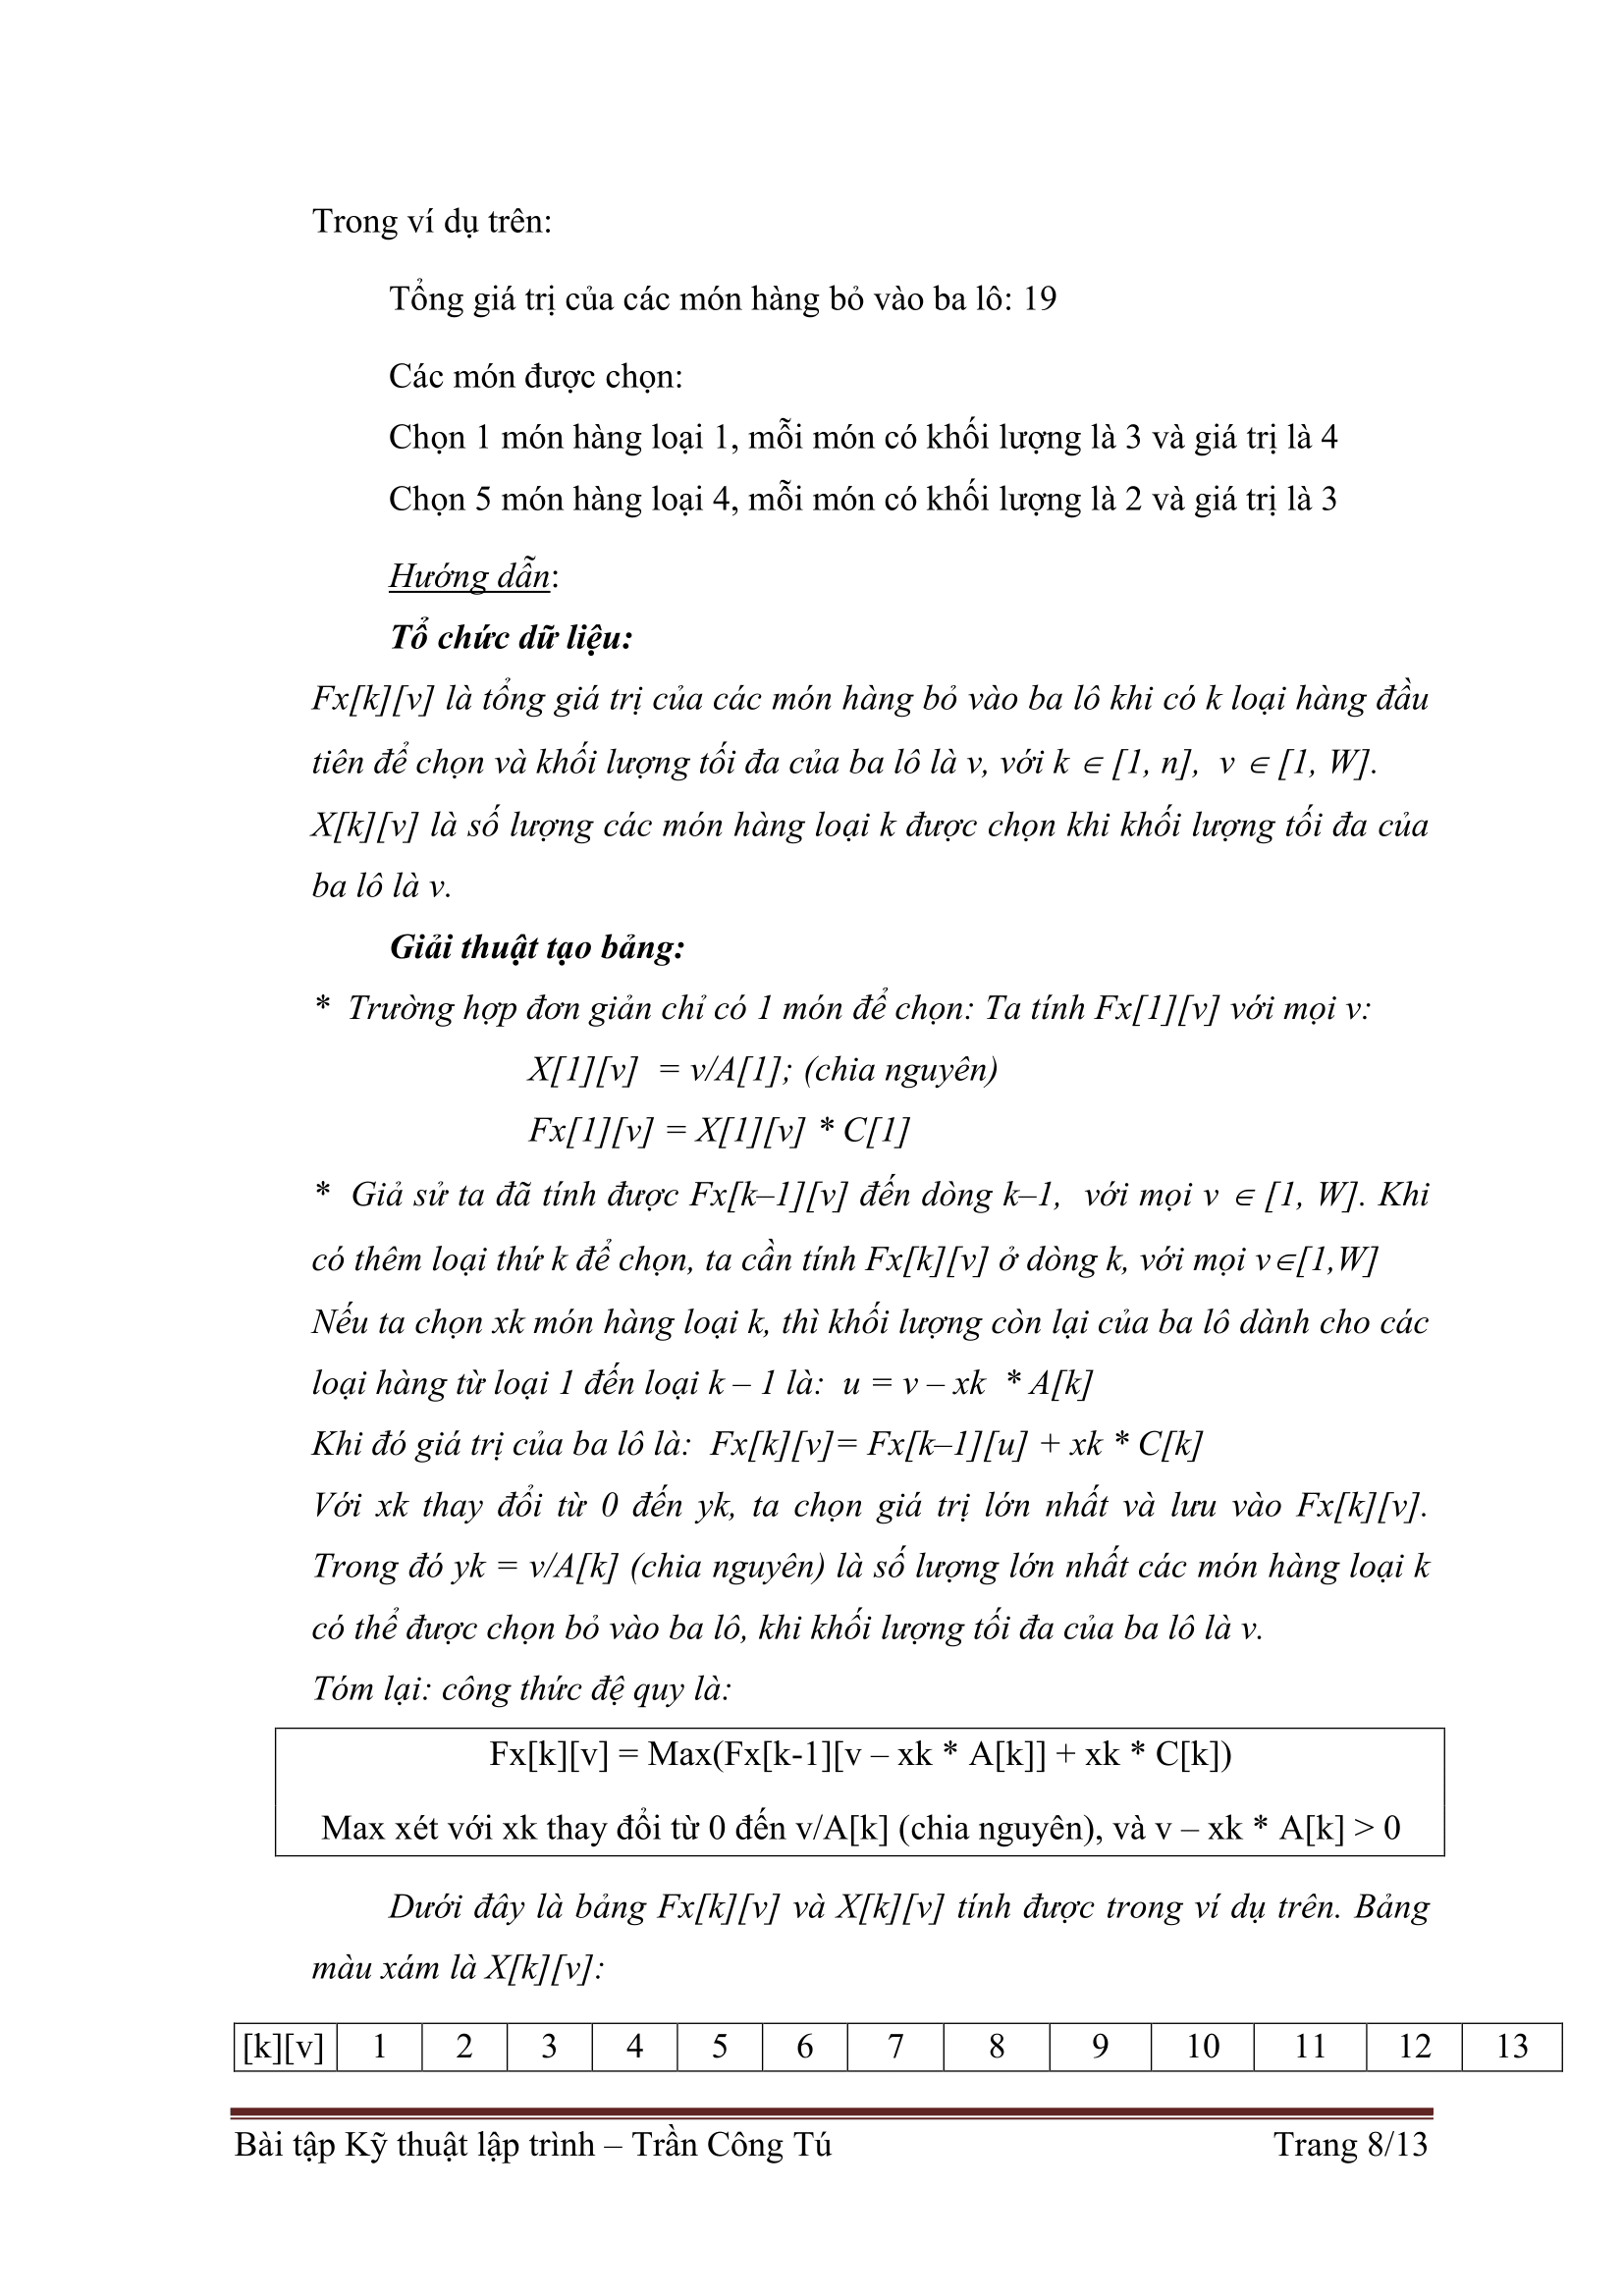 Trong ví dụ trên:
Tổng giá trị của các món hàng bỏ vào ba lô: 19
Các món được chọn:
Chọn 1 món hàng loại 1, mỗi món có khối lượng là 3 và giá trị là 4
Chọn 5 món hàng loại 4, mỗi món có khối lượng là 2 và giá trị là 3
Hướng dẫn:
Tổ chức dữ liệu:
Fx[k][v] là tổng giá trị của các món hàng bỏ vào ba lô khi có k loại hàng đầu
tiên để chọn và khối lượng tối đa của ba lô là v, với k ∈ [1, n], v ∈ [1, W].
X[k][v] là số lượng các món hàng loại k được chọn khi khối lượng tối đa của
ba lô là v.
Giải thuật tạo bảng:
* Trường hợp đơn giản chỉ có 1 món để chọn: Ta tính Fx[1][v] với mọi v:
X[1][v] = v/A[1]; (chia nguyên)
Fx[1][v] = X[1][v] * C[1]
* Giả sử ta đã tính được Fx[k–1][v] đến dòng k–1, với mọi v ∈ [1, W]. Khi
có thêm loại thứ k để chọn, ta cần tính Fx[k][v] ở dòng k, với mọi v∈[1,W]
Nếu ta chọn xk món hàng loại k, thì khối lượng còn lại của ba lô dành cho các
loại hàng từ loại 1 đến loại k – 1 là: u = v – xk * A[k]
Khi đó giá trị của ba lô là: Fx[k][v]= Fx[k–1][u] + xk * C[k]
Với xk thay đổi từ 0 đến yk, ta chọn giá trị lớn nhất và lưu vào Fx[k][v].
Trong đó yk = v/A[k] (chia nguyên) là số lượng lớn nhất các món hàng loại k
có thể được chọn bỏ vào ba lô, khi khối lượng tối đa của ba lô là v.
Tóm lại: công thức đệ quy là:
Fx[k][v] = Max(Fx[k-1][v – xk * A[k]] + xk * C[k])
Max xét với xk thay đổi từ 0 đến v/A[k] (chia nguyên), và v – xk * A[k] > 0
Dưới đây là bảng Fx[k][v] và X[k][v] tính được trong ví dụ trên. Bảng
màu xám là X[k][v]:
[k][v] 1 2 3 4 5 6 7 8 9 10 11 12 13
Bài tập Kỹ thuật lập trình – Trần Công Tú Trang 8/13